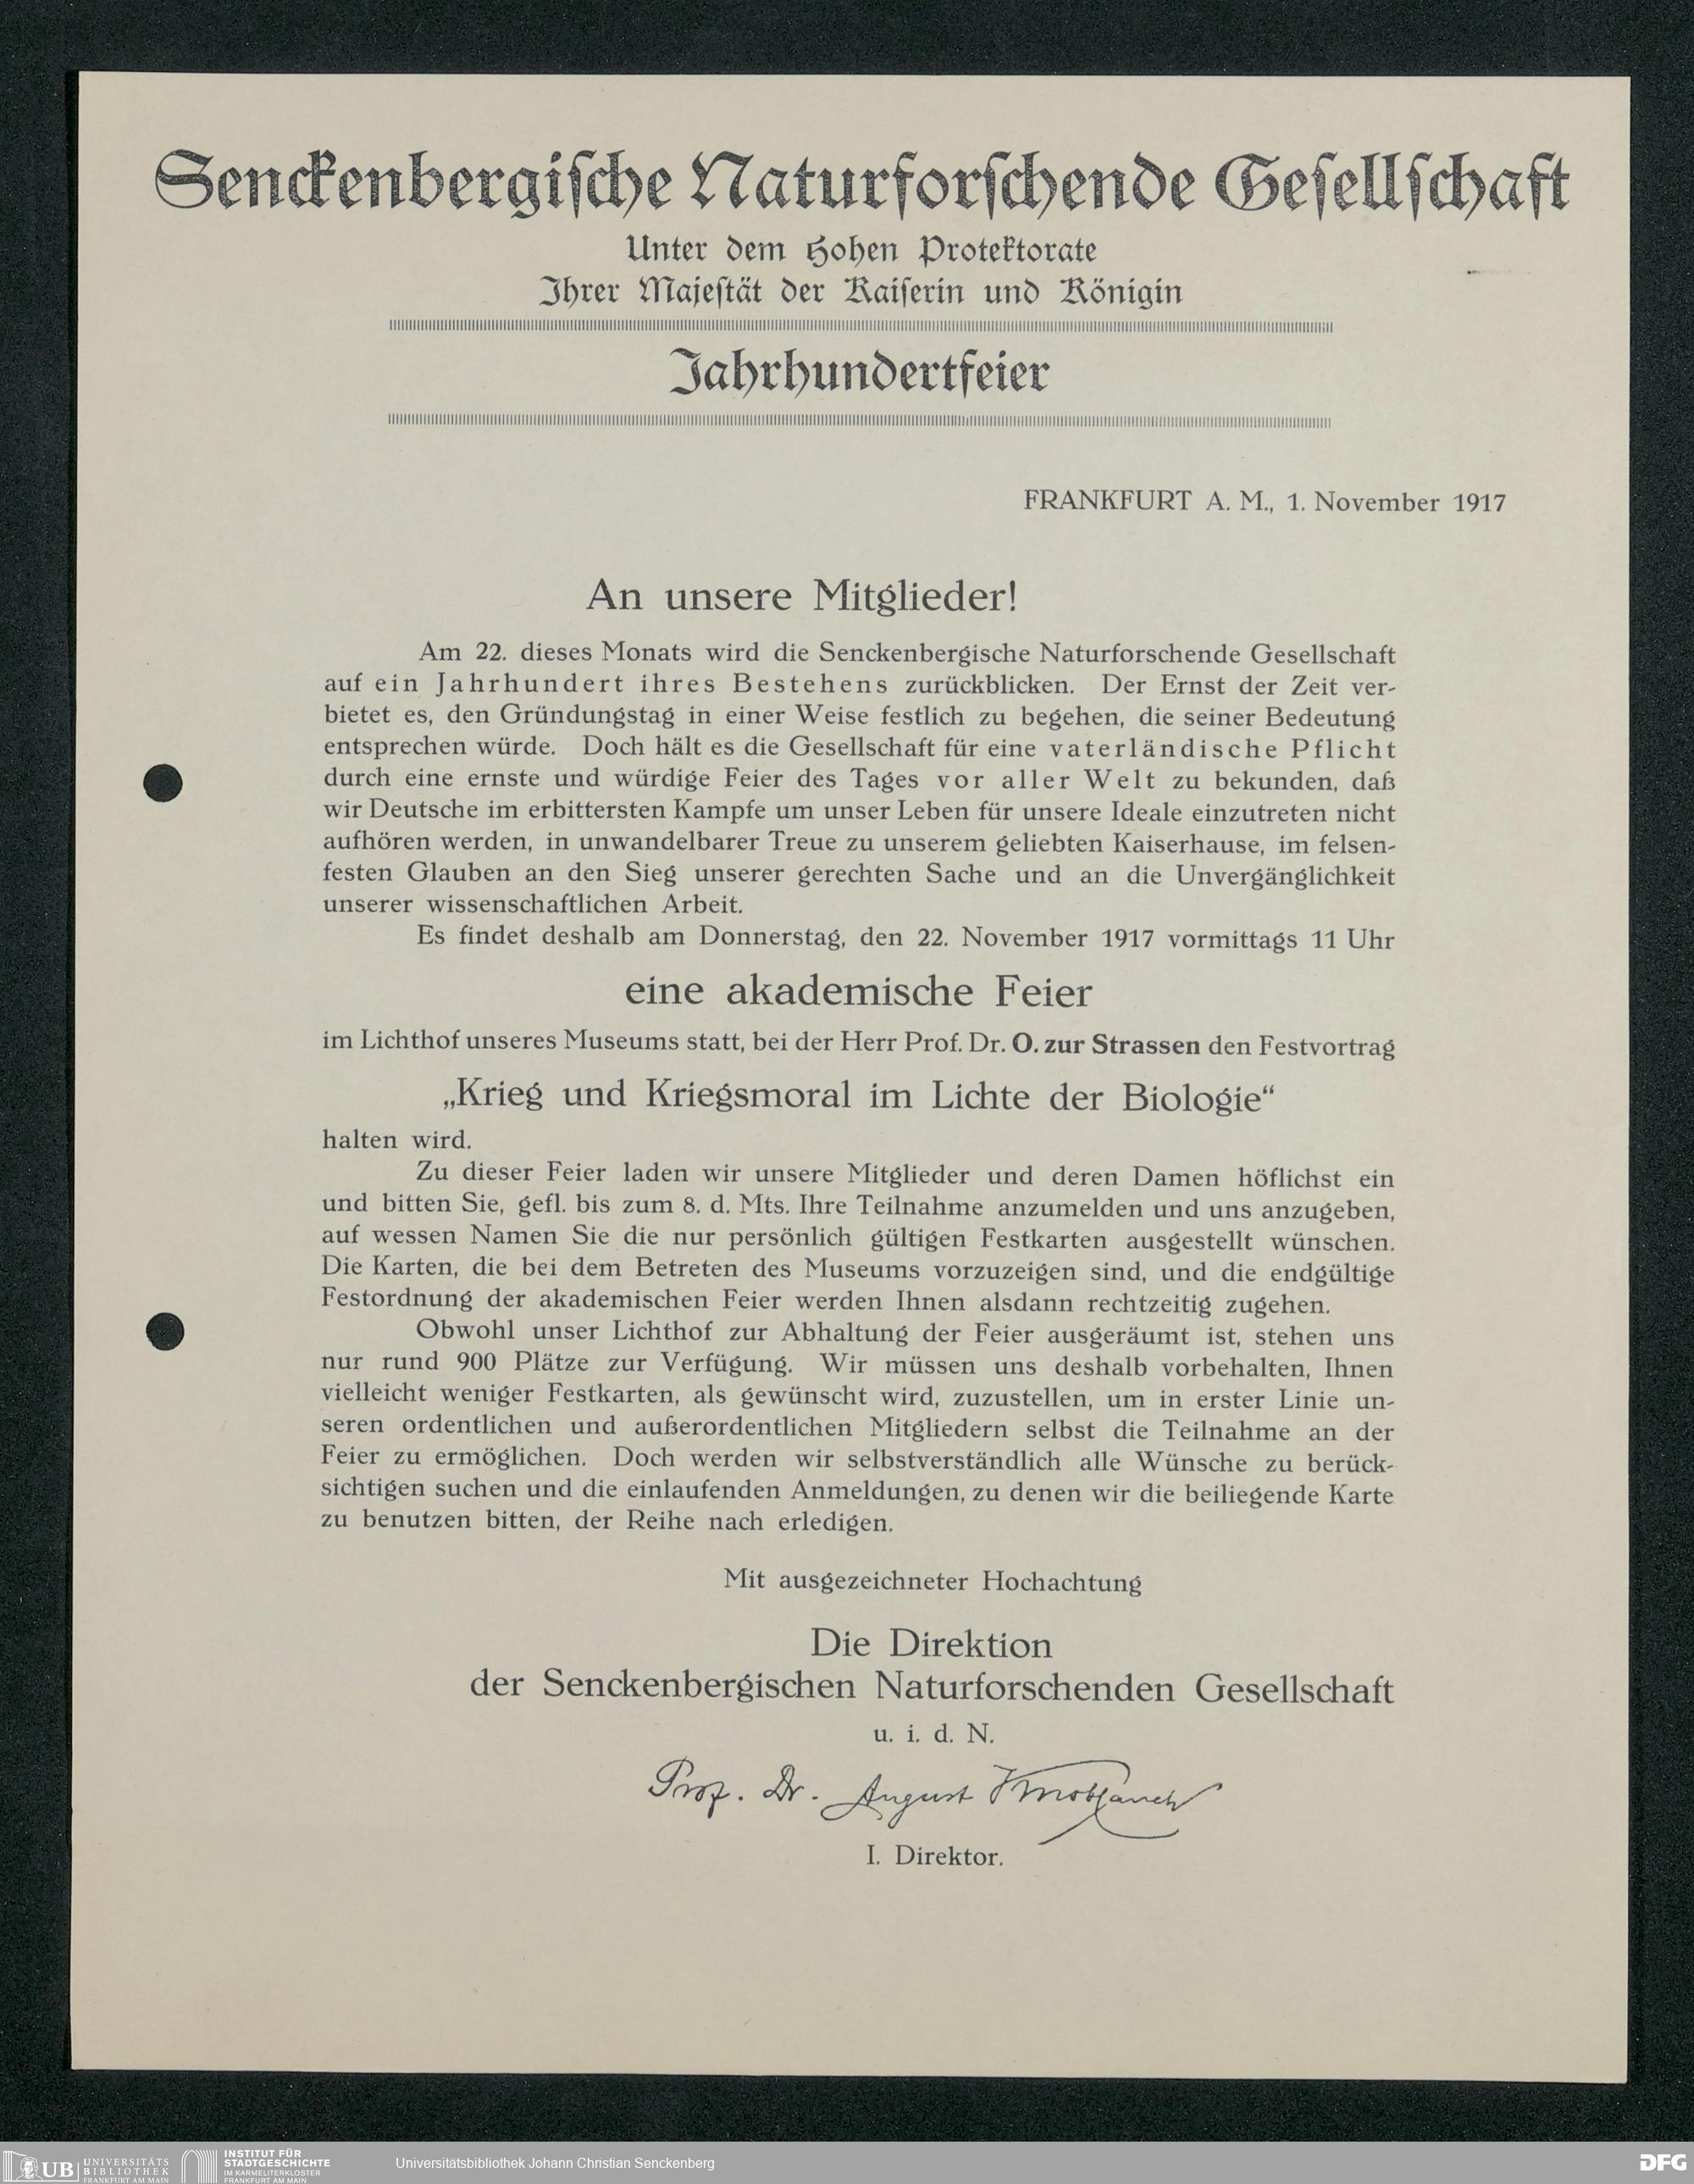 Senckenbergische Naturforschende Gesellschaft
Unter dem Hohen Protektorate
Ihrer Majestät der Kaiserin und Königin
Jahrhundertfeier
FRANKFURT A. M., 1. November 1917
An unsere Mitglieder!
Am 22. dieses Monats wird die Senckenbergische Naturforschende Gesellschaft
auf ein Jahrhundert ihres Bestehens zurückblicken. Der Ernst der Zeit ver-
bietet es, den Gründungstag in einer Weise festlich zu begehen, die seiner Bedeutung
entsprechen würde. Doch hält es die Gesellschaft für eine vaterländische Pflicht
durch eine ernste und würdige Feier des Tages vor aller Welt zu bekunden, daß
wir Deutsche im erbittersten Kampfe um unser Leben für unsere Ideale einzutreten nicht
aufhören werden, in unwandelbarer Treue zu unserem geliebten Kaiserhause, im felsen-
festen Glauben an den Sieg unserer gerechten Sache und an die Unvergänglichkeit
unserer wissenschaftlichen Arbeit.
Es findet deshalb am Donnerstag, den 22. November 1917 vormittags 11 Uhr
eine akademische Feier
im Lichthof unseres Museums statt, bei der Herr Prof. Dr. O. zur Strassen den Festvortrag
„Krieg und Kriegsmoral im Lichte der Biologie“
halten wird.
Zu dieser Feier laden wir unsere Mitglieder und deren Damen höflichst ein
und bitten Sie, gefl. bis zum 8. d. Mts. Ihre Teilnahme anzumelden und uns anzugeben,
auf wessen Namen Sie die nur persönlich gültigen Festkarten ausgestellt wünschen.
Die Karten, die bei dem Betreten des Museums vorzuzeigen sind, und die endgültige
Festordnung der akademischen Feier werden Ihnen alsdann rechtzeitig zugehen.
Obwohl unser Lichthof zur Abhaltung der Feier ausgeräumt ist, stehen uns
nur rund 900 Plätze zur Verfügung. Wir müssen uns deshalb vorbehalten, Ihnen
vielleicht weniger Festkarten, als gewünscht wird, zuzustellen, um in erster Linie un-
seren ordentlichen und außerordentlichen Mitgliedern selbst die Teilnahme an der
Feier zu ermöglichen. Doch werden wir selbstverständlich alle Wünsche zu berück-
sichtigen suchen und die einlaufenden Anmeldungen, zu denen wir die beiliegende Karte
zu benutzen bitten, der Reihe nach erledigen.
Mit ausgezeichneter Hochachtung
Die Direktion
der Senckenbergischen Naturforschenden Gesellschaft
u. i. d. N.
Prof. Dr. August Knoblauch
I. Direktor.
UB UNIVERSITÄTS
BIBLIOTHEK
FRANKFURT AM MAIN
INSTITUT FÜR
STADTGESCHICHTE
IM KARMELITERKLOSTER
FRANKFURT AM MAIN
Universitätsbibliothek Johann Christian Senckenberg
DFG